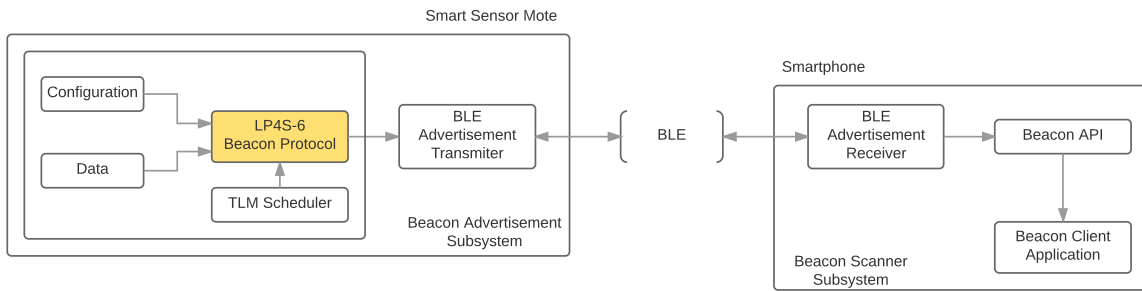 Smart Sensor Mote
Configuration
Data
LP4S-6
Beacon Protocol
TLM Scheduler
BLE
Advertisement
Transmiter
Beacon Advertisement
Subsystem
BLE
Smartphone
BLE
Advertisement
Receiver
Beacon API
Beacon Client
Application
Beacon Scanner
Subsystem